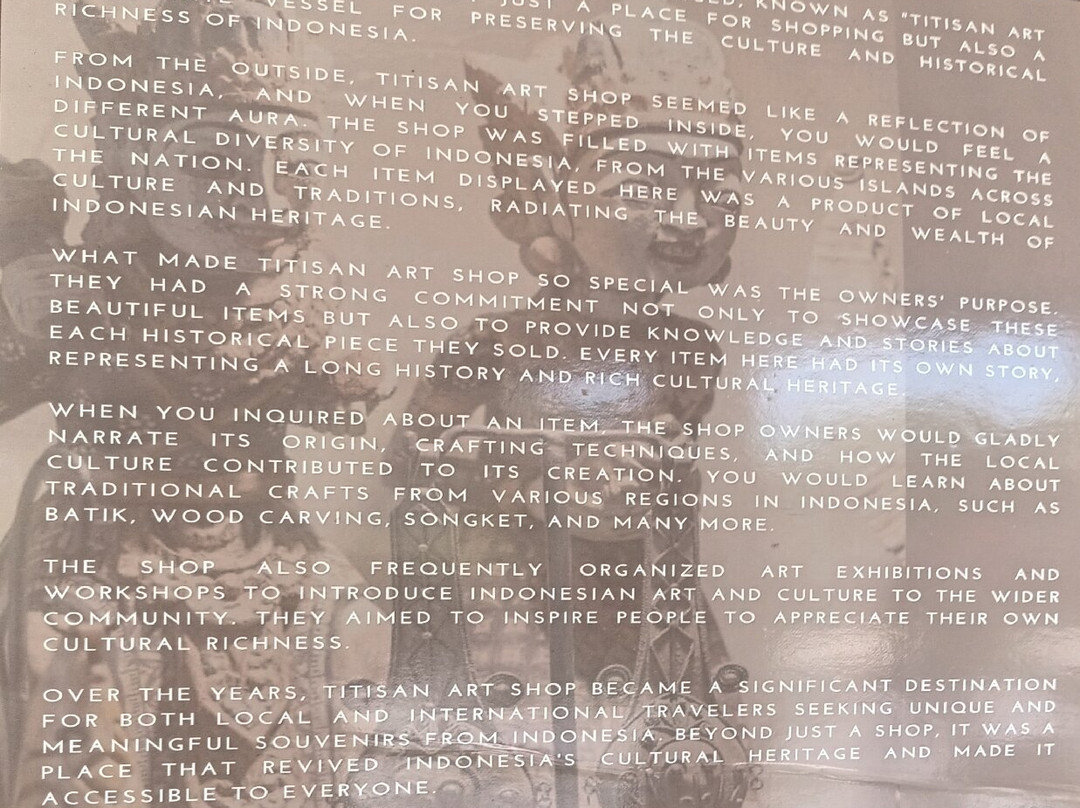 VESSEL FOR PRESERVING THE CULTURE AND HISTORICAL
JUST A PLACE FOR SHOPPING BUT ALSO A
KNOWN AS "TITISAN ART
RICHNESS OF INDONESIA.
FROM THE OUTSIDE, TITISAN ART SHOP SEEMED LIKE A REFLECTION OF
INDONESIA, AND WHEN YOU STEPPED INSIDE, YOU WOULD FEEL A
DIFFERENT AURA. THE SHOP WAS FILLED WITH ITEMS REPRESENTING THE
CULTURAL DIVERSITY OF INDONESIA, FROM THE VARIOUS ISLANDS ACROSS
THE NATION. EACH ITEM DISPLAYED HERE WAS A PRODUCT OF LOCAL
CULTURE AND TRADITIONS, RADIATING THE BEAUTY AND WEALTH OF
INDONESIAN HERITAGE.
WHAT MADE TITISAN ART SHOP SO SPECIAL WAS THE OWNERS' PURPOSE.
THEY HAD A STRONG COMMITMENT NOT ONLY TO SHOWCASE THESE
BEAUTIFUL ITEMS BUT ALSO TO PROVIDE KNOWLEDGE AND STORIES ABOUT
EACH HISTORICAL PIECE THEY SOLD. EVERY ITEM HERE HAD ITS OWN STORY,
REPRESENTING A LONG HISTORY AND RICH CULTURAL HERITAGE.
WHEN YOU INQUIRED ABOUT AN ITEM, THE SHOP OWNERS WOULD GLADLY
NARRATE ITS ORIGIN, CRAFTING TECHNIQUES, AND HOW THE LOCAL
CULTURE CONTRIBUTED TO ITS CREATION. YOU WOULD LEARN ABOUT
TRADITIONAL CRAFTS FROM VARIOUS REGIONS IN INDONESIA, SUCH AS
BATIK, WOOD CARVING, SONGKET, AND MANY MORE.
THE SHOP ALSO FREQUENTLY ORGANIZED ART EXHIBITIONS AND
WORKSHOPS TO INTRODUCE INDONESIAN ART AND CULTURE TO THE WIDER
COMMUNITY. THEY AIMED TO INSPIRE PEOPLE TO APPRECIATE THEIR OWN
CULTURAL RICHNESS.
OVER THE YEARS, TITISAN ART SHOP BECAME A SIGNIFICANT DESTINATION
FOR BOTH LOCAL AND INTERNATIONAL TRAVELERS SEEKING UNIQUE AND
MEANINGFUL SOUVENIRS FROM INDONESIA. BEYOND JUST A SHOP, IT WAS A
PLACE THAT REVIVED INDONESIA'S CULTURAL HERITAGE AND MADE IT
ACCESSIBLE TO EVERYONE.